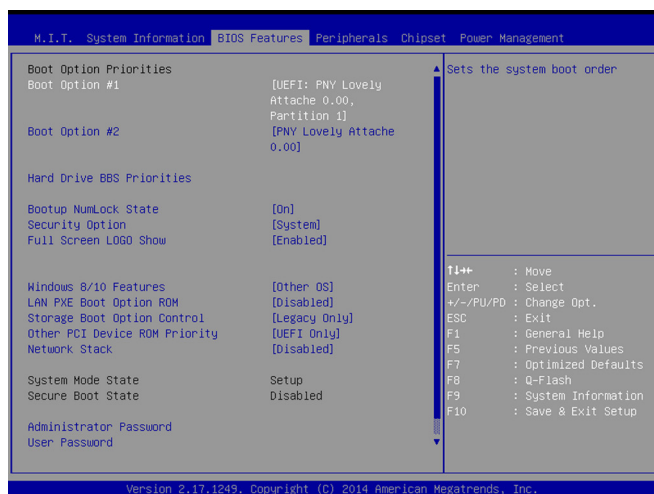 M.I.T. System Information BIOS Features Peripherals Chipset Power Management
Boot Option Priorities
Boot Option #1 [UEFI: PNY Lovely
Attache 0.00,
Partition 1]
Boot Option #2 [PNY Lovely Attache
0.00]
Hard Drive BBS Priorities
Bootup NumLock State [On]
Security Option [System]
Full Screen LOGO Show [Enabled]
Windows 8/10 Features [Other OS]
LAN PXE Boot Option ROM [Disabled]
Storage Boot Option Control [Legacy Only]
Other PCI Device ROM Priority [UEFI Only]
Network Stack [Disabled]
System Mode State Setup
Secure Boot State Disabled
Administrator Password
User Password
Sets the system boot order
↑↓→← : Move
Enter : Select
+/-/PU/PD : Change Opt.
ESC : Exit
F1 : General Help
F5 : Previous Values
F7 : Optimized Defaults
F8 : Q-Flash
F9 : System Information
F10 : Save & Exit Setup
Version 2.17.1249. Copyright (C) 2014 American Megatrends, Inc.